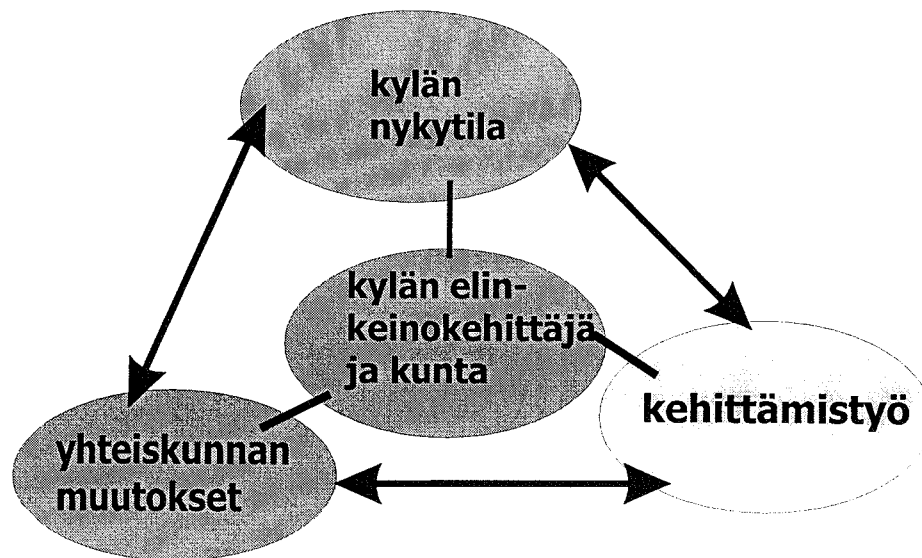 kylän
nykytila
kylän elin-
keinokehittäjä
ja kunta
kehittämistyö
yhteiskunnan
muutokset